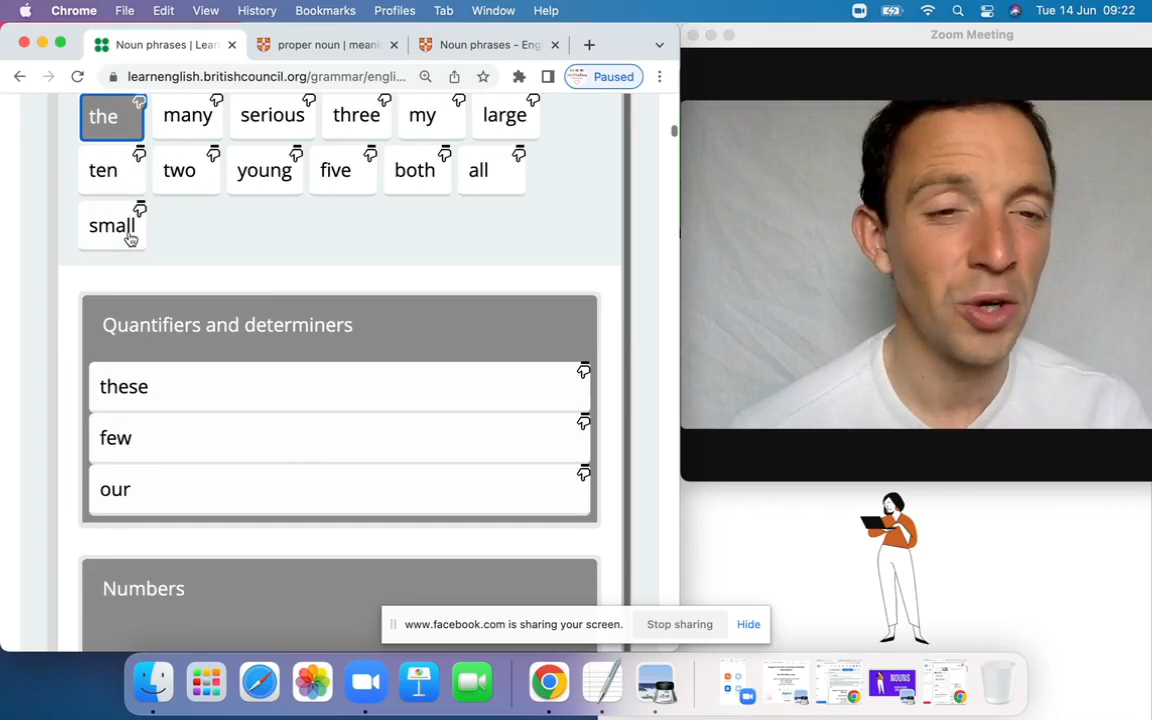 Chrome File Edit View History Bookmarks Profiles Tab Window Help Tue 14 Jun 09:22
Noun phrases | Lear
proper noun | meani
Noun phrases - Engl
Zoom Meeting
learnenglish.britishcouncil.org/grammar/engli...
Paused
the many serious three my large
ten two young five both all
small
Quantifiers and determiners
these
few
our
Numbers
www.facebook.com is sharing your screen. Stop sharing Hide